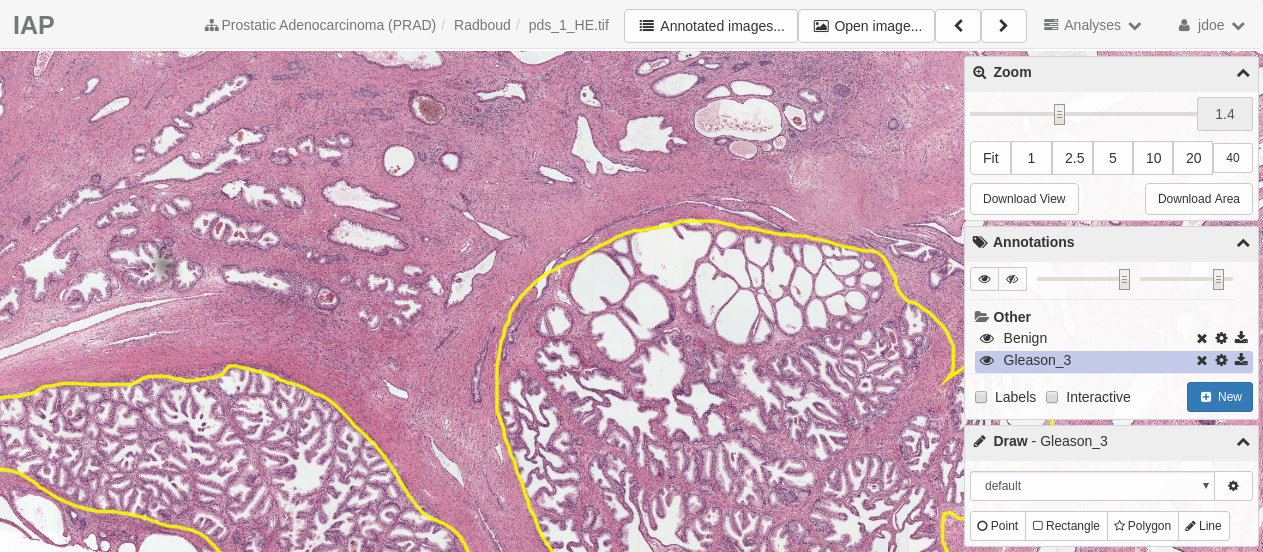 IAP Prostatic Adenocarcinoma (PRAD) / Radboud / pds_1_HE.tif Annotated images... Open image... Analyses jdoe
Zoom
1.4
Fit 1 2.5 5 10 20 40
Download View Download Area
Annotations
Other
Benign
Gleason_3
Labels Interactive New
Draw - Gleason_3
default
Point Rectangle Polygon Line